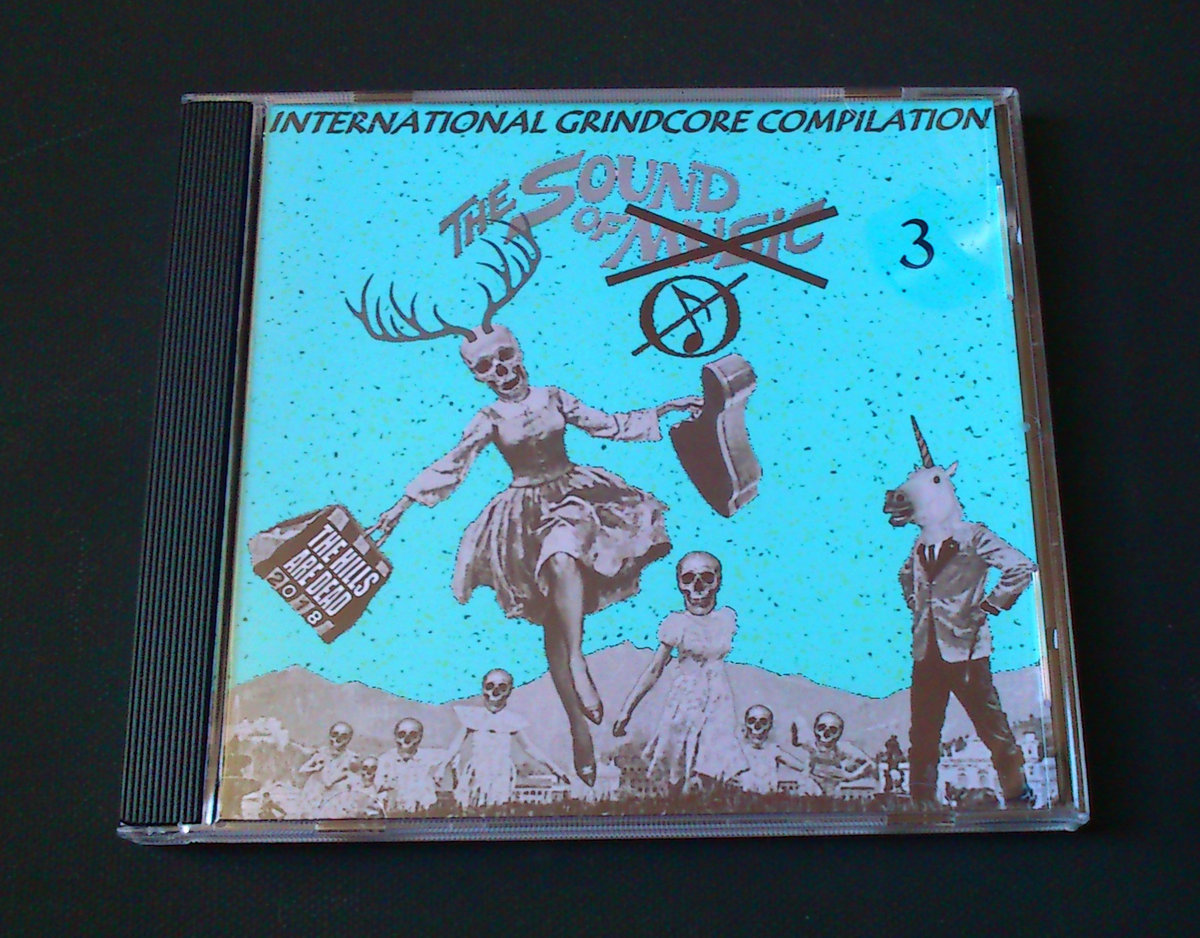 INTERNATIONAL GRINDCORE COMPILATION
THE SOUND
OF MUSIC
3
THE HILLS
ARE DEAD
2018